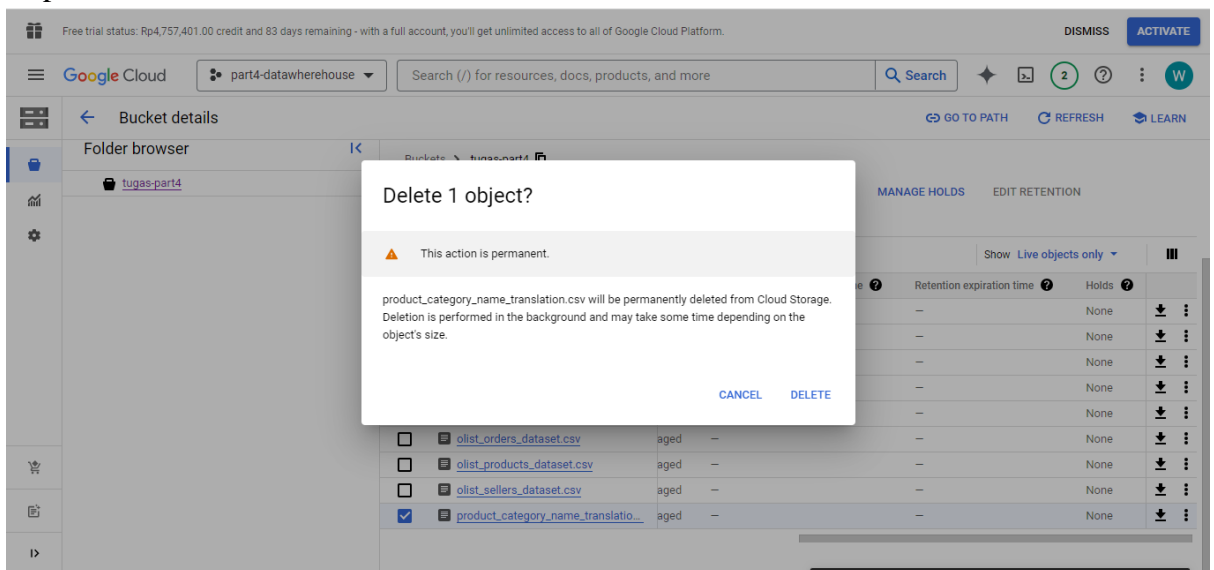 Free trial status: Rp4,757,401.00 credit and 83 days remaining - with a full account, you'll get unlimited access to all of Google Cloud Platform.
DISMISS
ACTIVATE
Google Cloud
part4-datawherehouse
Search (/) for resources, docs, products, and more
Search
2
W
Bucket details
GO TO PATH
REFRESH
LEARN
Folder browser
Buckets > tugas-part4
tugas-part4
MANAGE HOLDS
EDIT RETENTION
Delete 1 object?
This action is permanent.
product_category_name_translation.csv will be permanently deleted from Cloud Storage.
Deletion is performed in the background and may take some time depending on the
object's size.
CANCEL
DELETE
Show Live objects only
Retention expiration time
Holds
– None
– None
– None
– None
– None
olist_orders_dataset.csv aged – – None
olist_products_dataset.csv aged – – None
olist_sellers_dataset.csv aged – – None
product_category_name_translatio... aged – – None